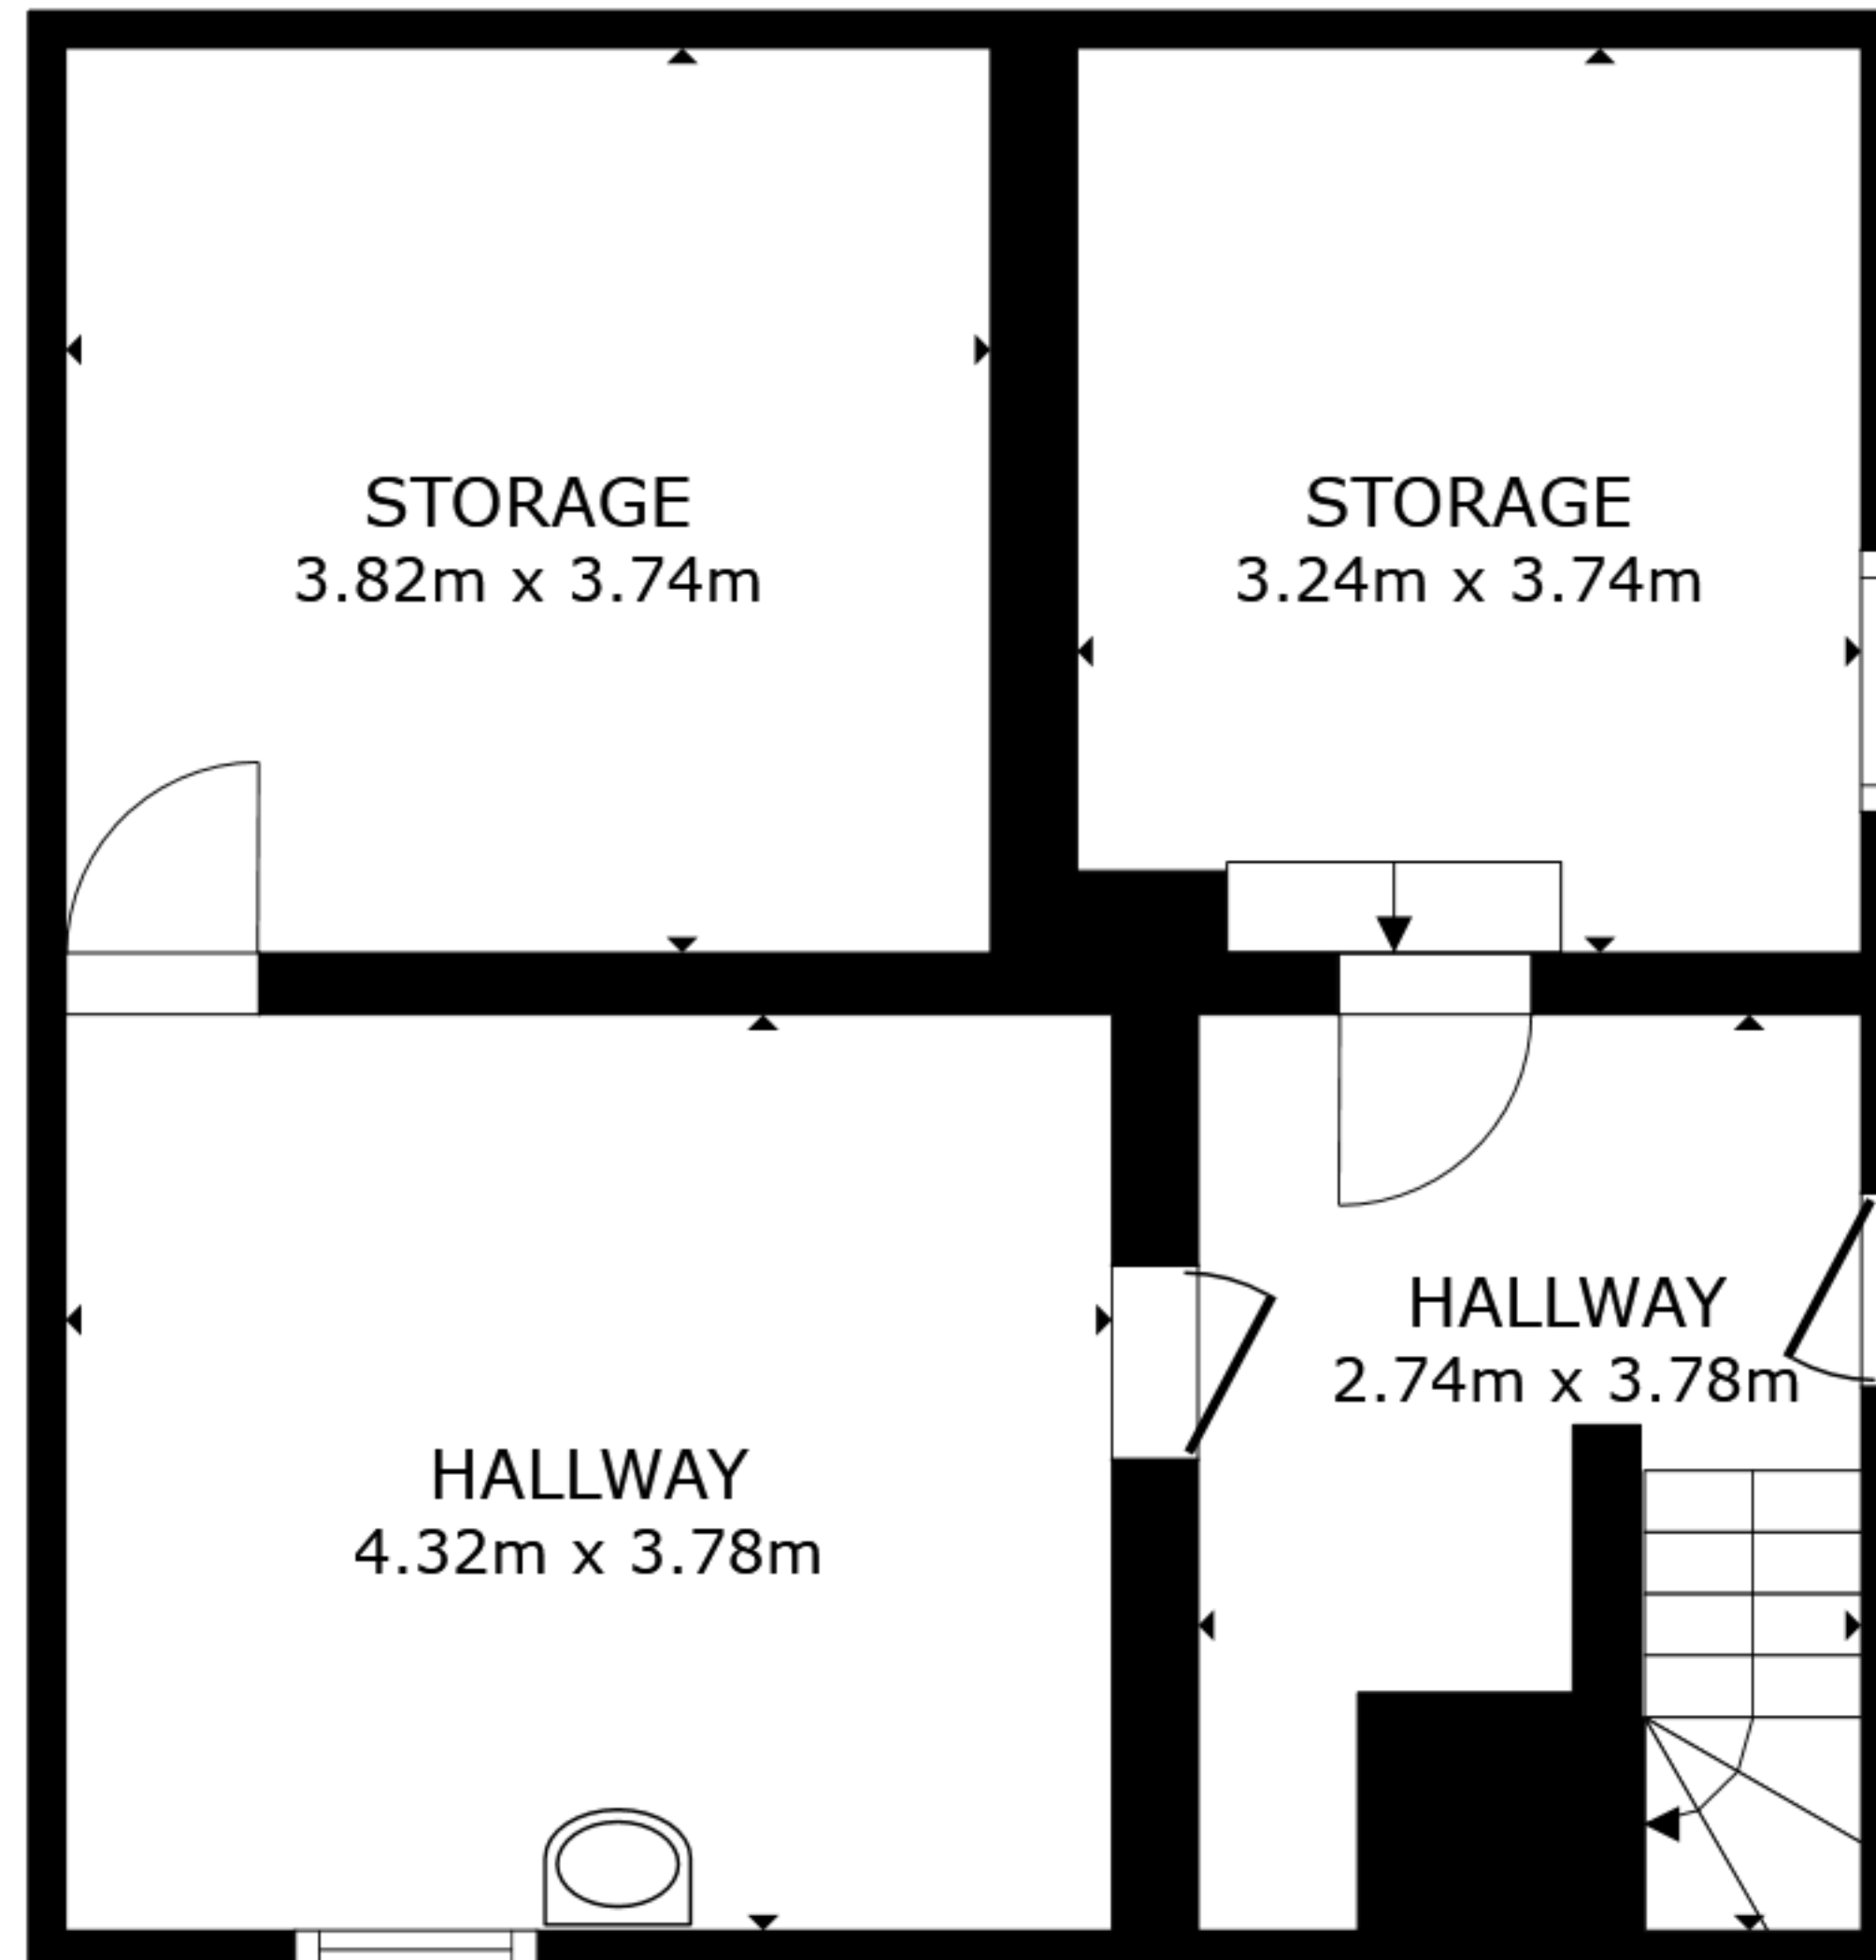 STORAGE
3.82m x 3.74m
STORAGE
3.24m x 3.74m
HALLWAY
2.74m x 3.78m
HALLWAY
4.32m x 3.78m